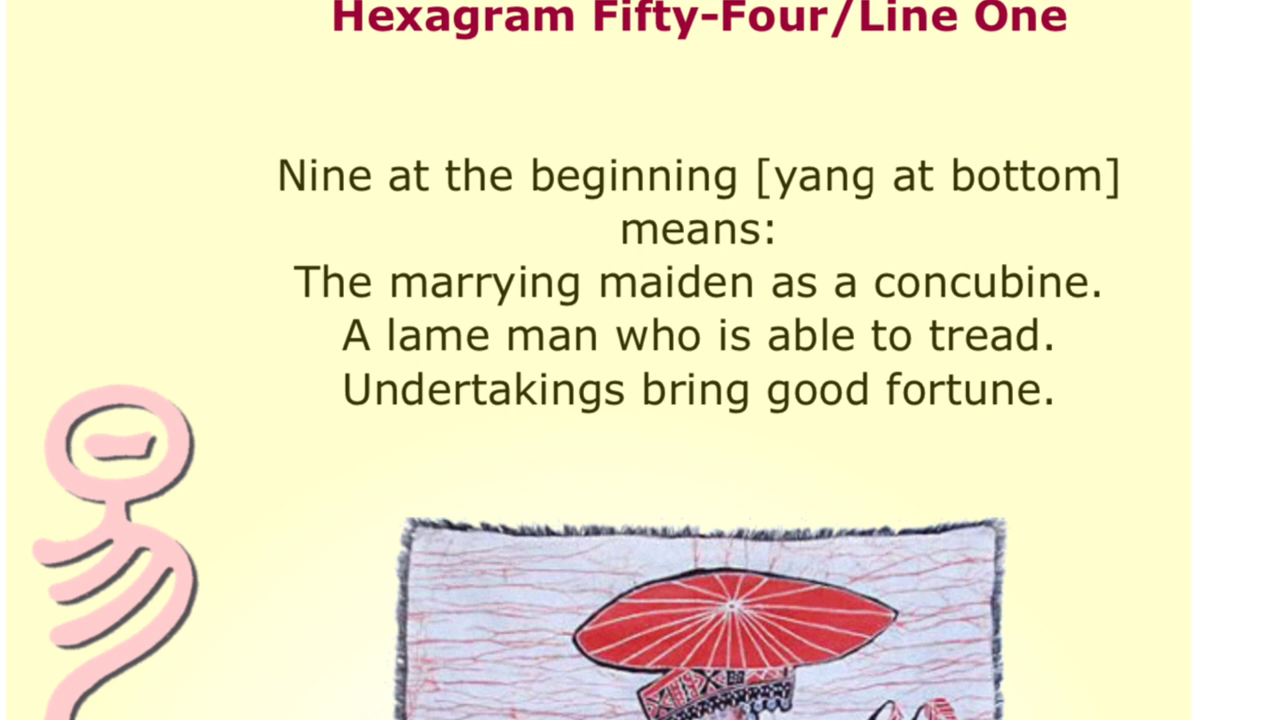 Hexagram Fifty-Four/Line One
Nine at the beginning [yang at bottom]
means:
The marrying maiden as a concubine.
A lame man who is able to tread.
Undertakings bring good fortune.